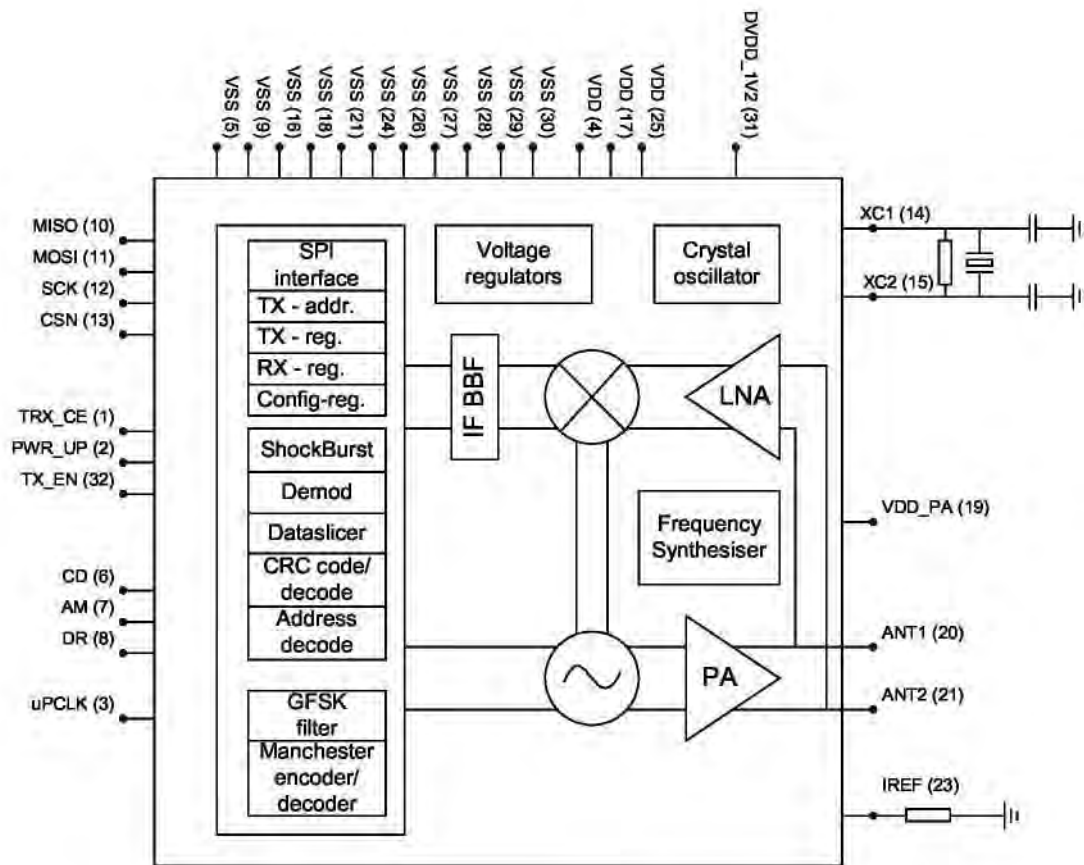 VSS (5)
VSS (9)
VSS (16)
VSS (18)
VSS (21)
VSS (24)
VSS (26)
VSS (27)
VSS (28)
VSS (29)
VSS (30)
VDD (4)
VDD (17)
VDD (25)
DVDD_1V2 (31)
MISO (10)
MOSI (11)
SCK (12)
CSN (13)
TRX_CE (1)
PWR_UP (2)
TX_EN (32)
CD (6)
AM (7)
DR (8)
uPCLK (3)
SPI
interface
TX - addr.
TX - reg.
RX - reg.
Config-reg.
ShockBurst
Demod
Dataslicer
CRC code/
decode
Address
decode
GFSK
filter
Manchester
encoder/
decoder
Voltage
regulators
Crystal
oscillator
IF BBF
LNA
Frequency
Synthesiser
PA
XC1 (14)
XC2 (15)
VDD_PA (19)
ANT1 (20)
ANT2 (21)
IREF (23)